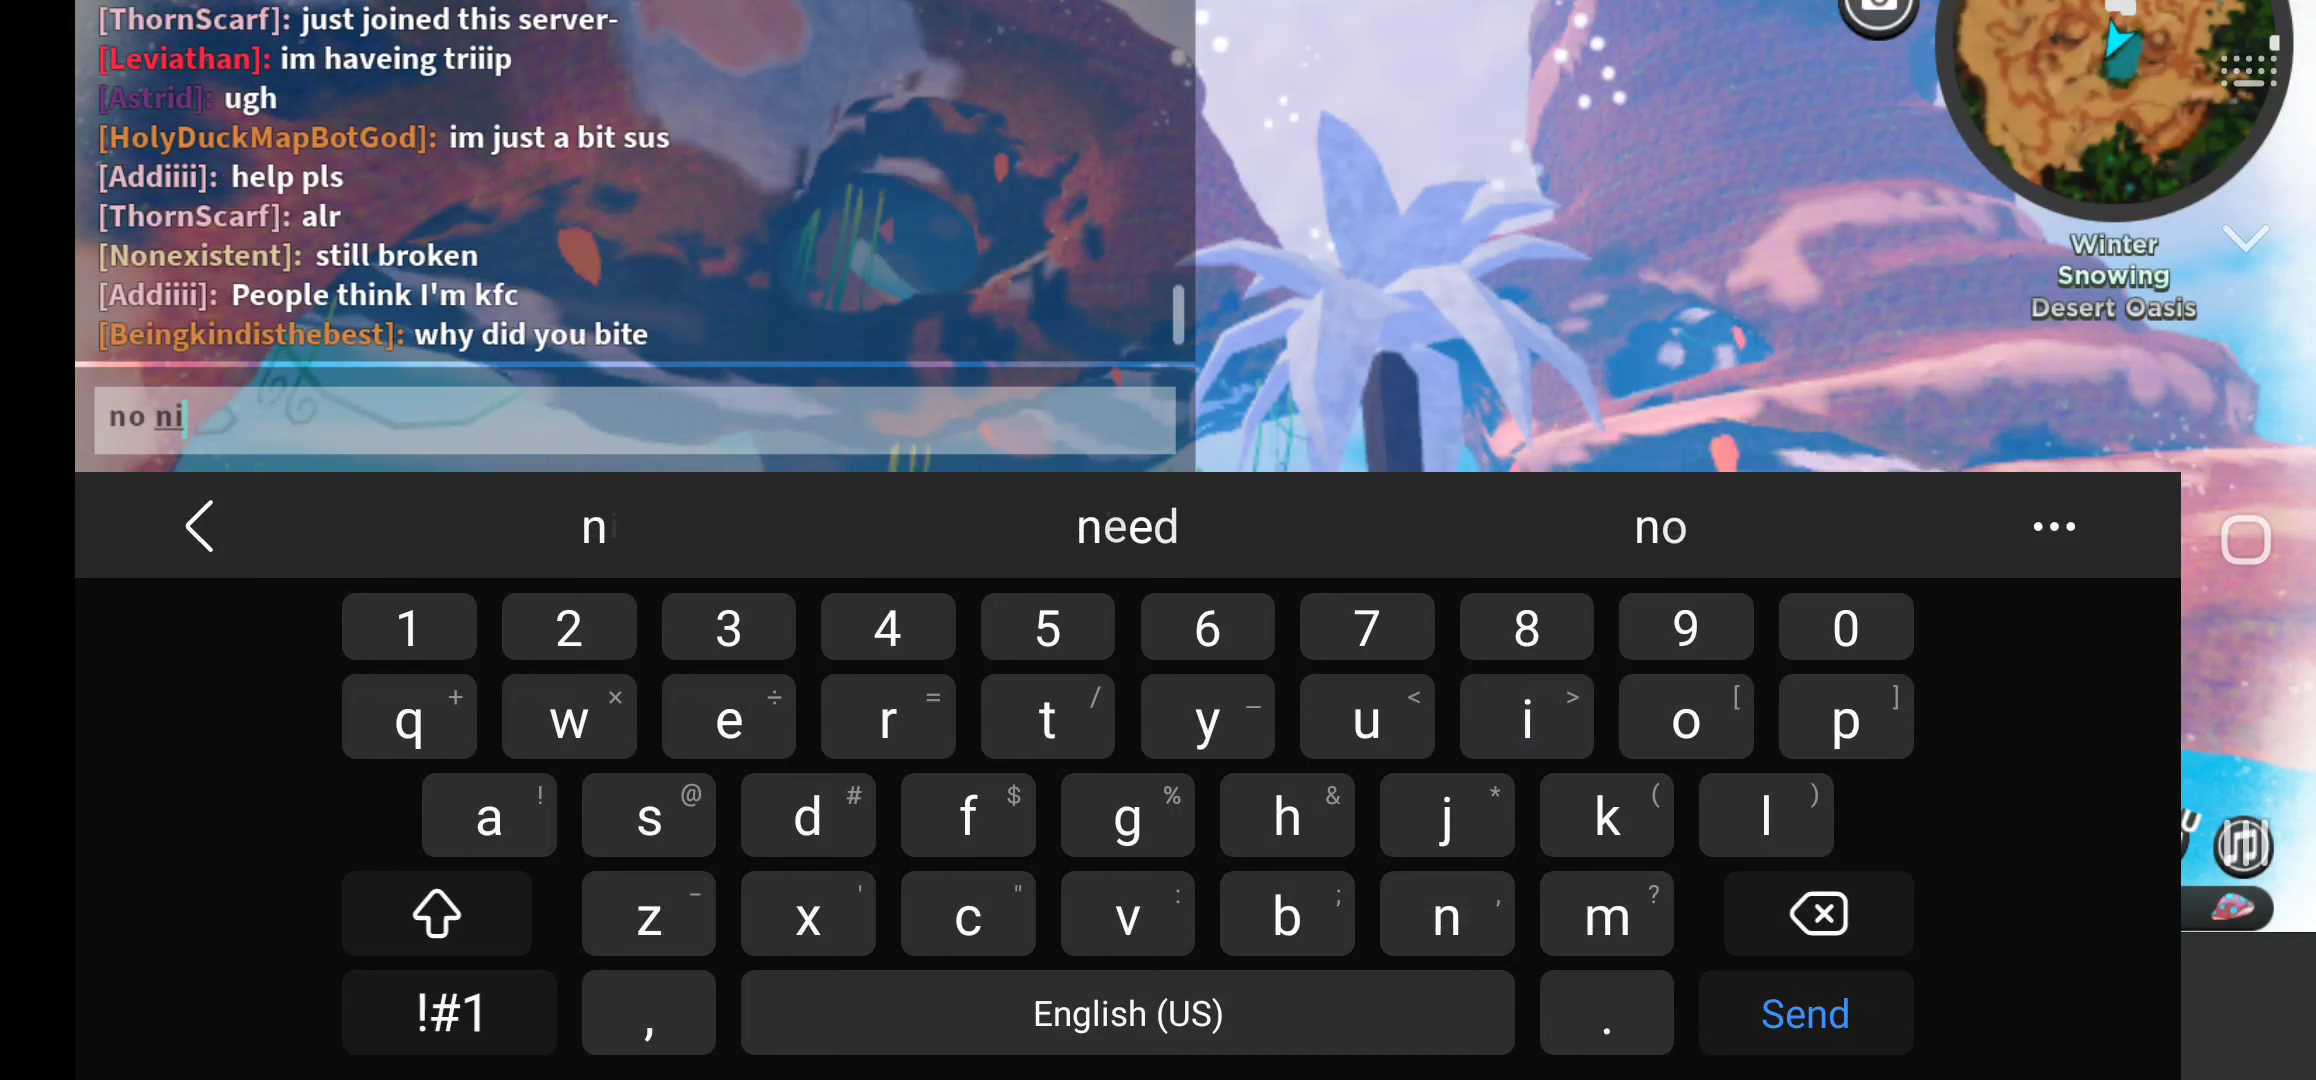 [ThornScarf]: just joined this server-
[Leviathan]: im haveing triiip
[Astrid]: ugh
[HolyDuckMapBotGod]: im just a bit sus
[Addiiii]: help pls
[ThornScarf]: alr
[Nonexistent]: still broken
[Addiiii]: People think I'm kfc
[Beingkindisthebest]: why did you bite
no ni
Winter
Snowing
Desert Oasis
n need no •••
1 2 3 4 5 6 7 8 9 0
q + w × e ÷ r = t / y _ u < i > o [ p ]
a ! s @ d # f $ g % h & j * k ( l )
z - x ' c " v : b ; n , m ?
!#1 , English (US) . Send